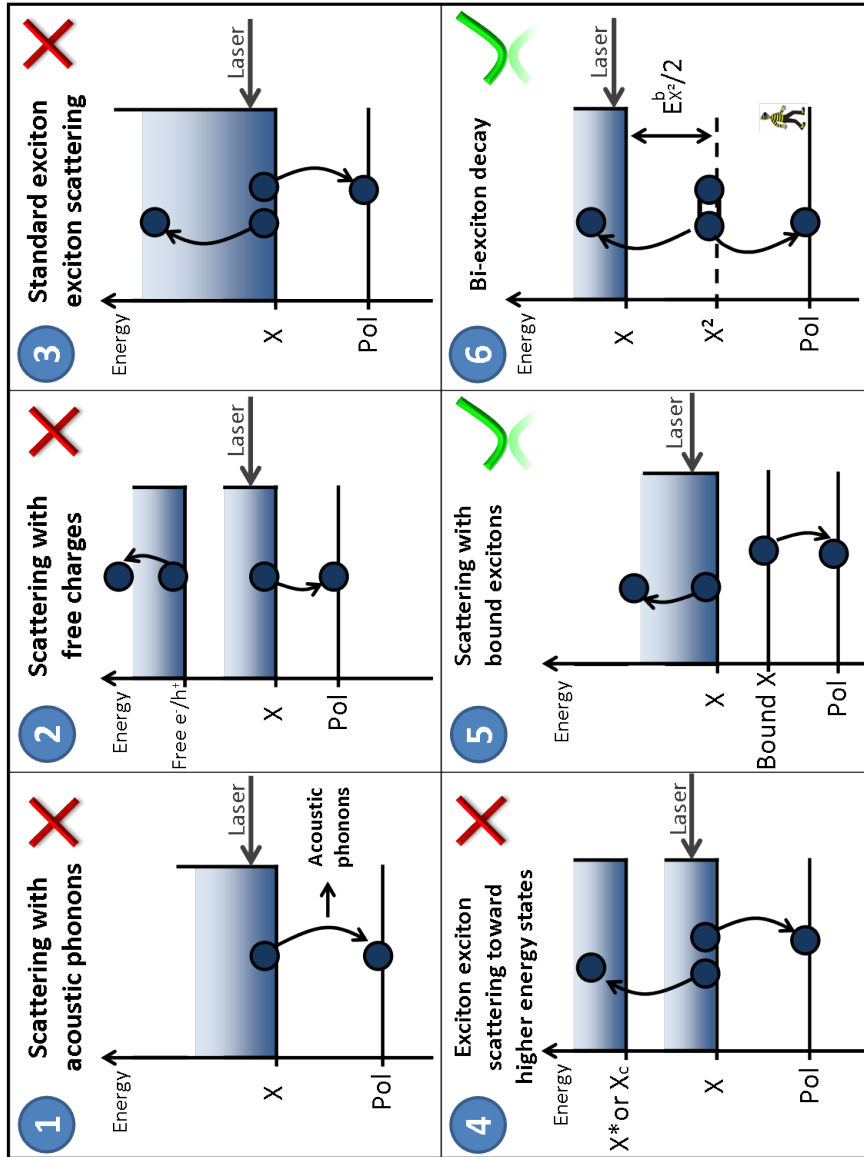 1
Scattering with
acoustic phonons
Energy
Laser
Acoustic
phonons
X
Pol
2
Scattering with
free charges
Energy
Free e⁻/h⁺
Laser
X
Pol
3
Standard exciton
exciton scattering
Energy
Laser
X
Pol
4
Exciton exciton
scattering toward
higher energy states
Energy
X* or Xc
Laser
X
Pol
5
Scattering with
bound excitons
Energy
Laser
X
Bound X
Pol
6
Bi-exciton decay
Energy
Laser
X
E_X²^b/2
X²
Pol